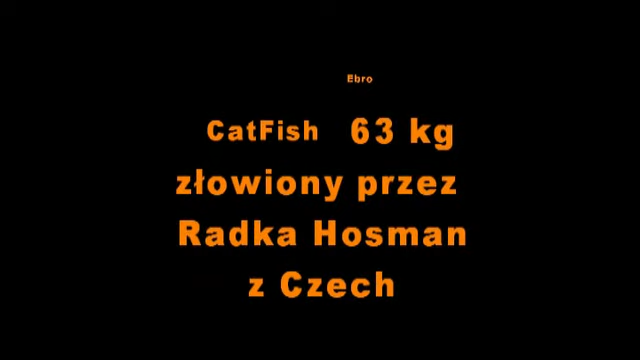 Ebro
CatFish 63 kg
złowiony przez
Radka Hosman
z Czech